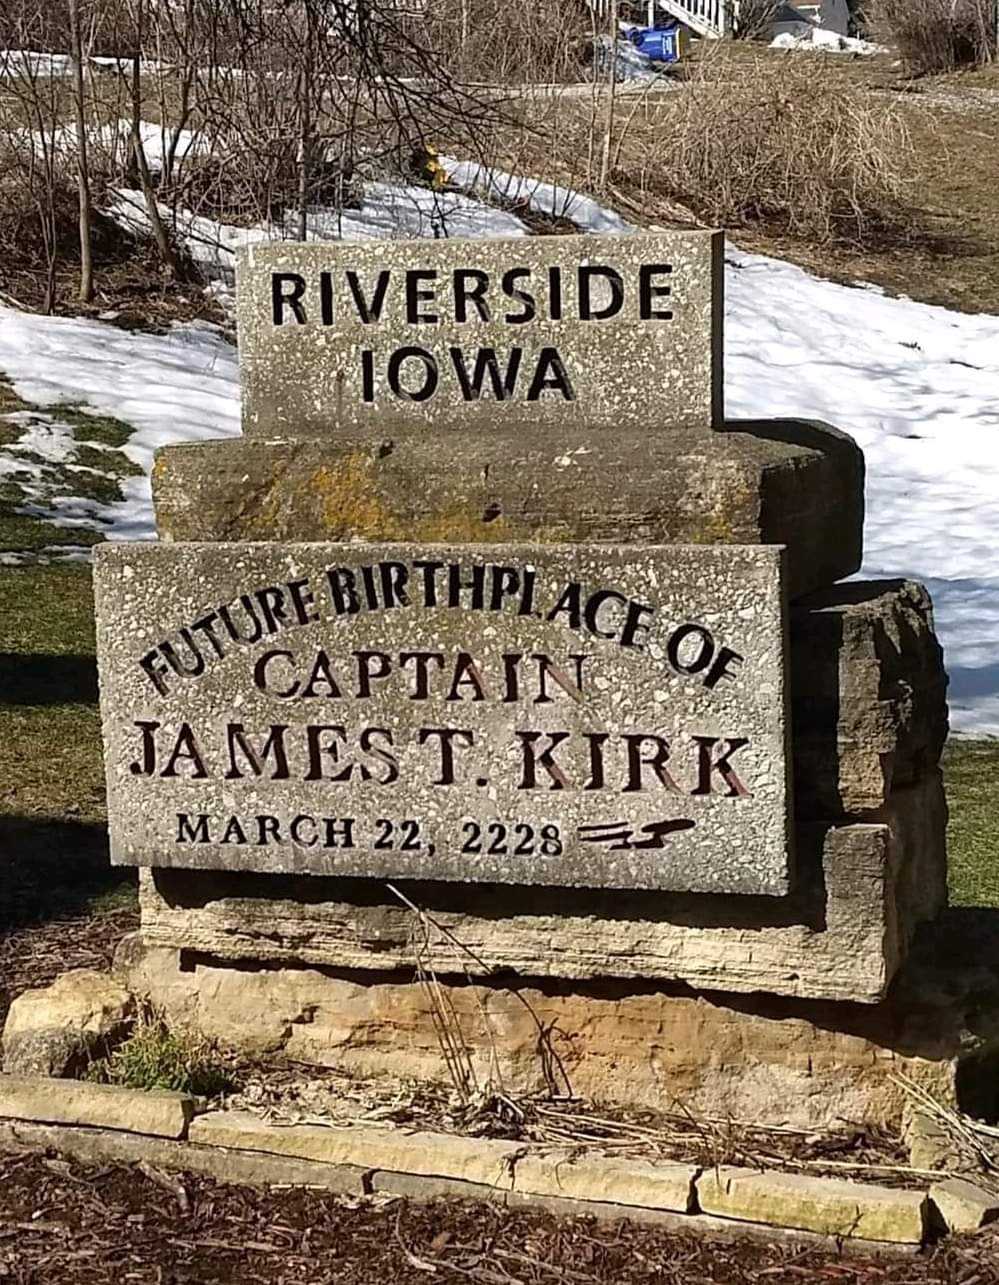 RIVERSIDE
IOWA
FUTURE BIRTHPLACE OF
CAPTAIN
JAMES T. KIRK
MARCH 22, 2228